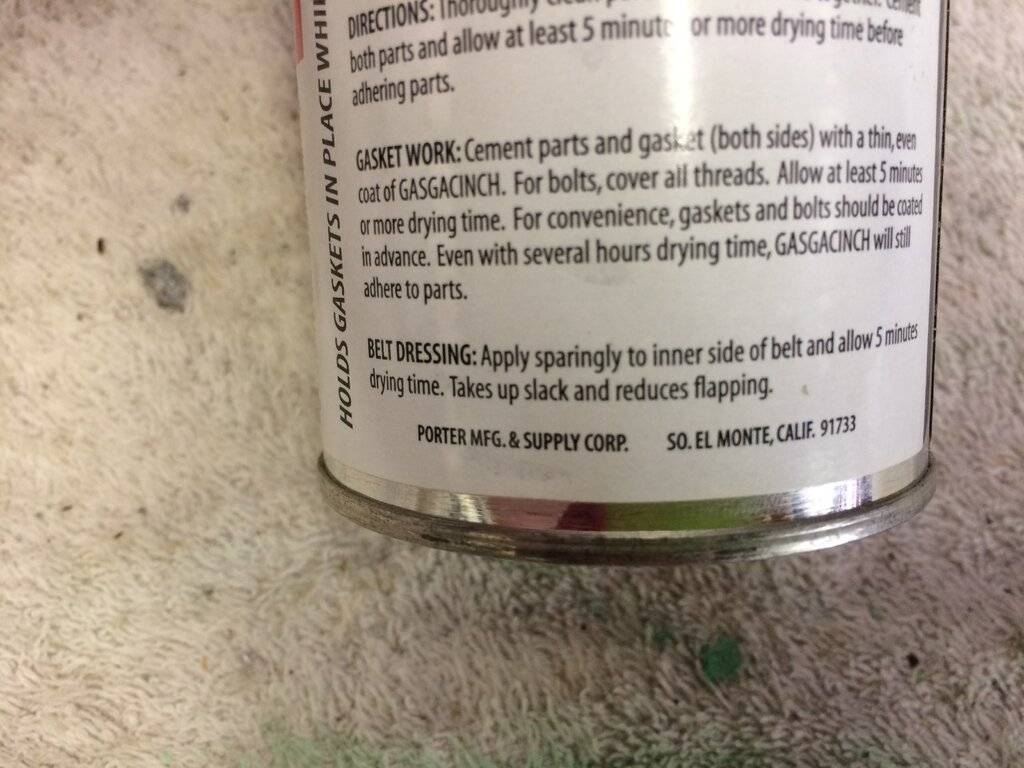 DIRECTIONS: Thoroughly clean
both parts and allow at least 5 minute or more drying time before
adhering parts.
GASKET WORK: Cement parts and gasket (both sides) with a thin, even
coat of GASGACINCH. For bolts, cover all threads. Allow at least 5 minutes
or more drying time. For convenience, gaskets and bolts should be coated
in advance. Even with several hours drying time, GASGACINCH will still
adhere to parts.
BELT DRESSING: Apply sparingly to inner side of belt and allow 5 minutes
drying time. Takes up slack and reduces flapping.
PORTER MFG. & SUPPLY CORP. SO. EL MONTE, CALIF. 91733
HOLDS GASKETS IN PLACE